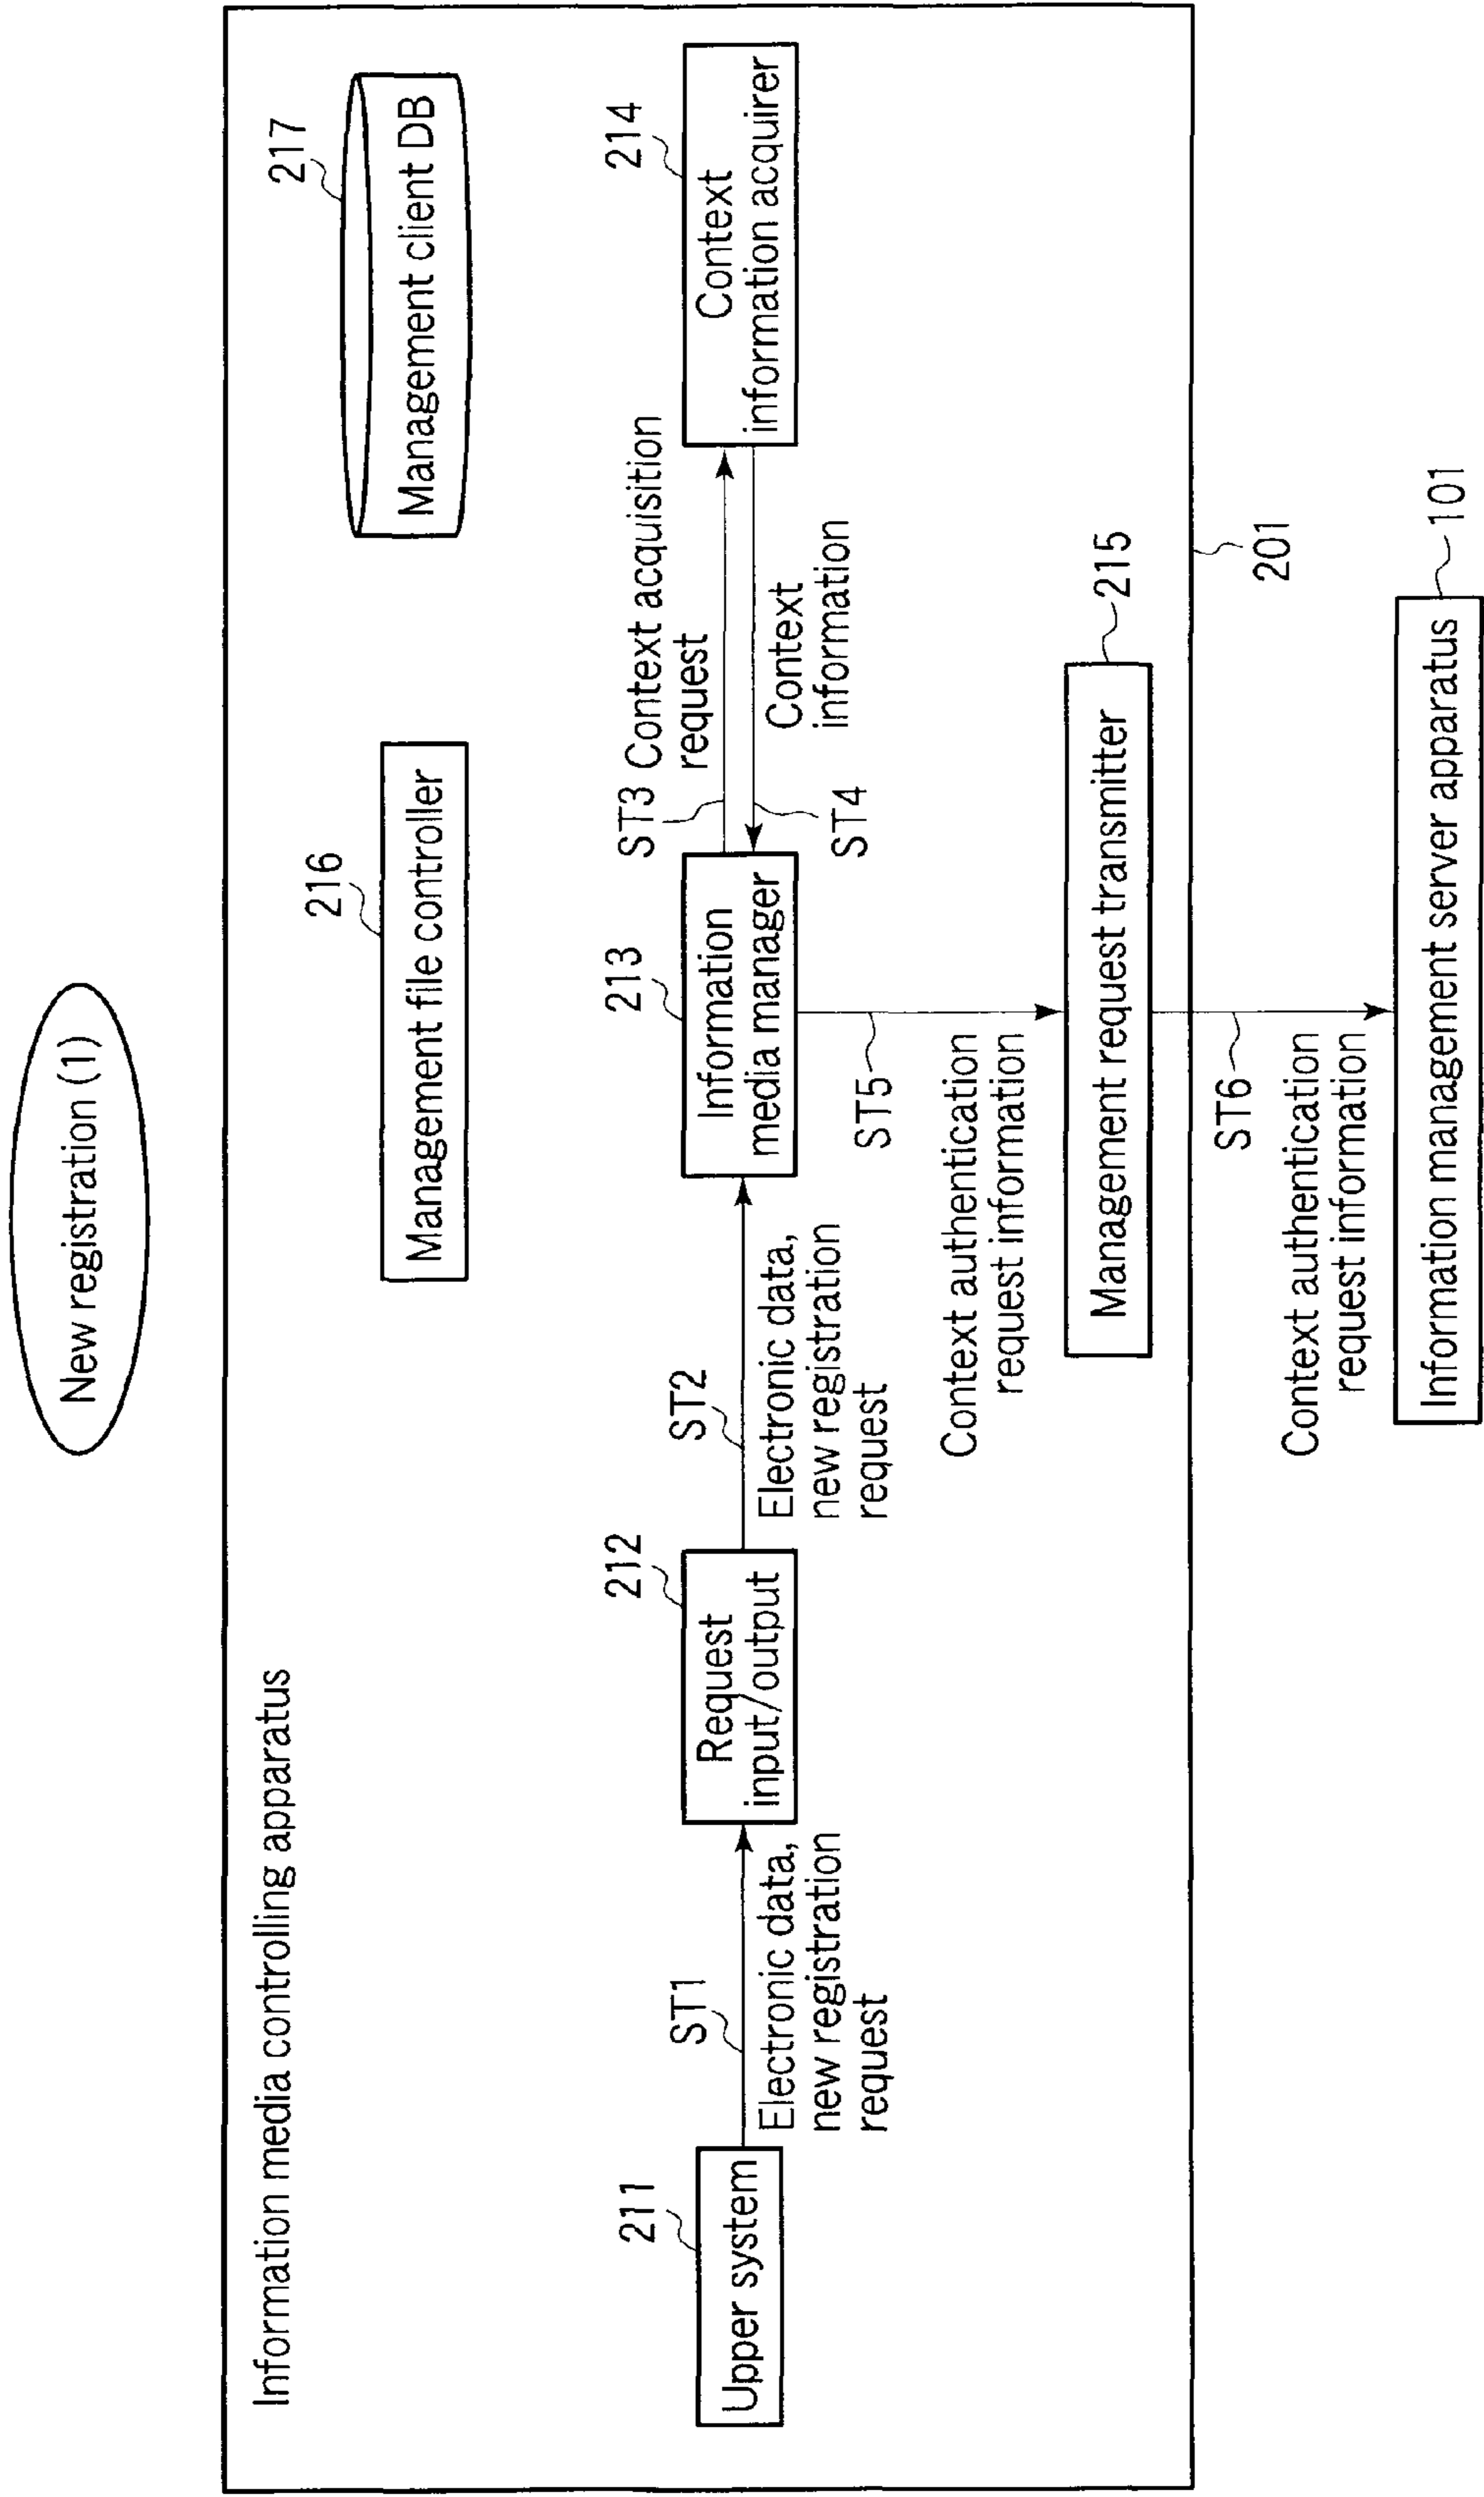 New registration (1)
Information media controlling apparatus
216
Management file controller
217
Management client DB
211
Upper system
ST1
Electronic data,
new registration
request
212
Request
input/output
ST2
Electronic data,
new registration
request
213
Information
media manager
ST3
Context acquisition
request
ST4
Context
information
214
Context
information acquirer
ST5
Context authentication
request information
215
Management request transmitter
201
ST6
Context authentication
request information
101
Information management server apparatus